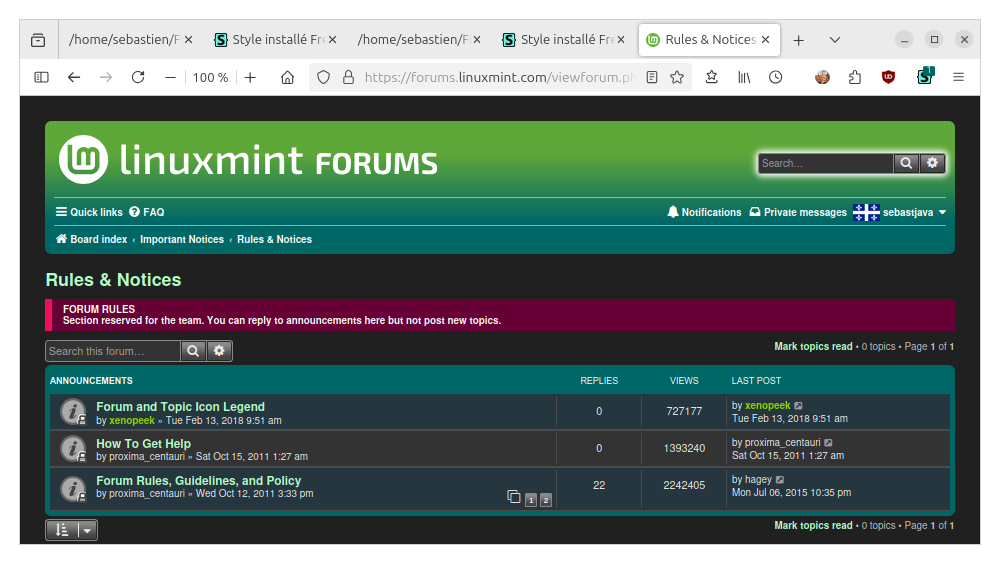 /home/sebastien/F
Style installé Fre
/home/sebastien/F
Style installé Fre
Rules & Notices
100 %
https://forums.linuxmint.com/viewforum.ph
1
linuxmint FORUMS
Search…
Quick links FAQ
Notifications Private messages sebastjava
Board index ‹ Important Notices ‹ Rules & Notices
Rules & Notices
FORUM RULES
Section reserved for the team. You can reply to announcements here but not post new topics.
Search this forum…
Mark topics read • 0 topics • Page 1 of 1
ANNOUNCEMENTS REPLIES VIEWS LAST POST
Forum and Topic Icon Legend
by xenopeek » Tue Feb 13, 2018 9:51 am
0
727177
by xenopeek
Tue Feb 13, 2018 9:51 am
How To Get Help
by proxima_centauri » Sat Oct 15, 2011 1:27 am
0
1393240
by proxima_centauri
Sat Oct 15, 2011 1:27 am
Forum Rules, Guidelines, and Policy
by proxima_centauri » Wed Oct 12, 2011 3:33 pm
1 2
22
2242405
by hagey
Mon Jul 06, 2015 10:35 pm
Mark topics read • 0 topics • Page 1 of 1